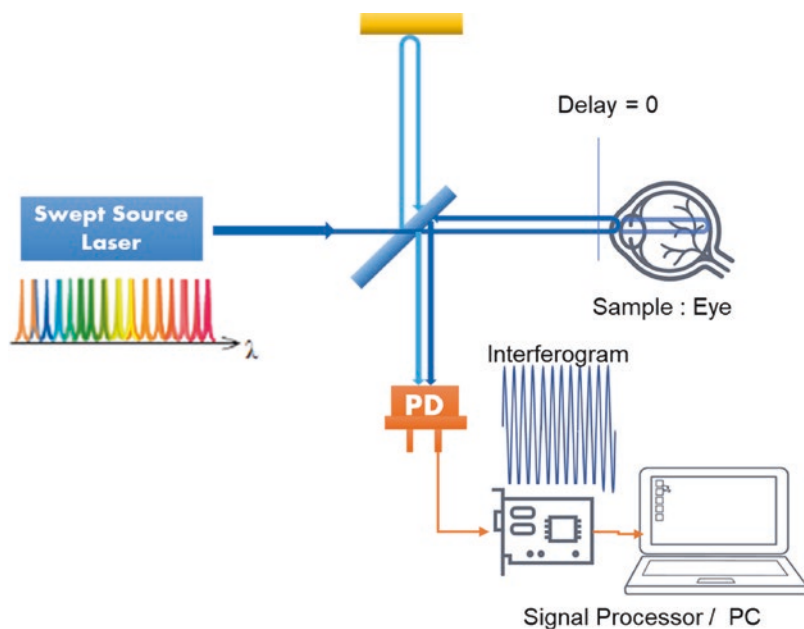 Delay = 0
Swept Source
Laser
Sample : Eye
λ
Interferogram
PD
Signal Processor / PC